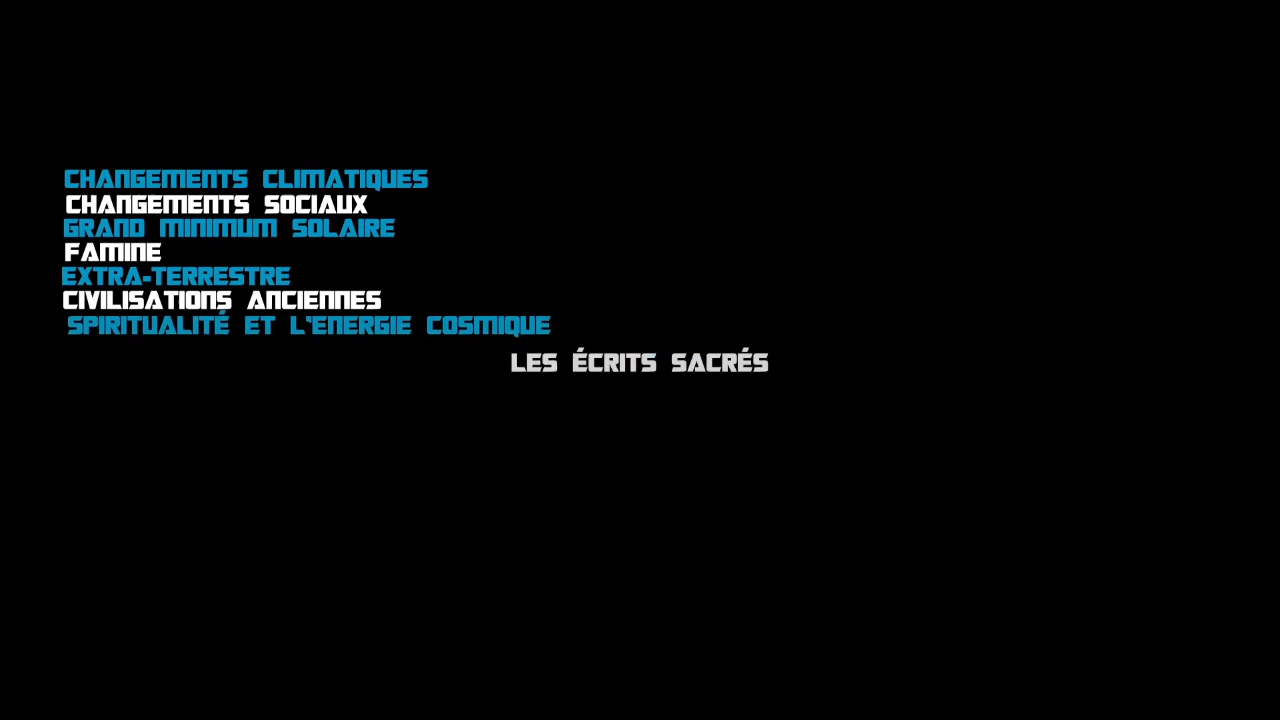 CHANGEMENTS CLIMATIQUES
CHANGEMENTS SOCIAUX
GRAND MINIMUM SOLAIRE
FAMINE
EXTRA-TERRESTRE
CIVILISATIONS ANCIENNES
SPIRITUALITÉ ET L'ENERGIE COSMIQUE
LES ÉCRITS SACRÉS